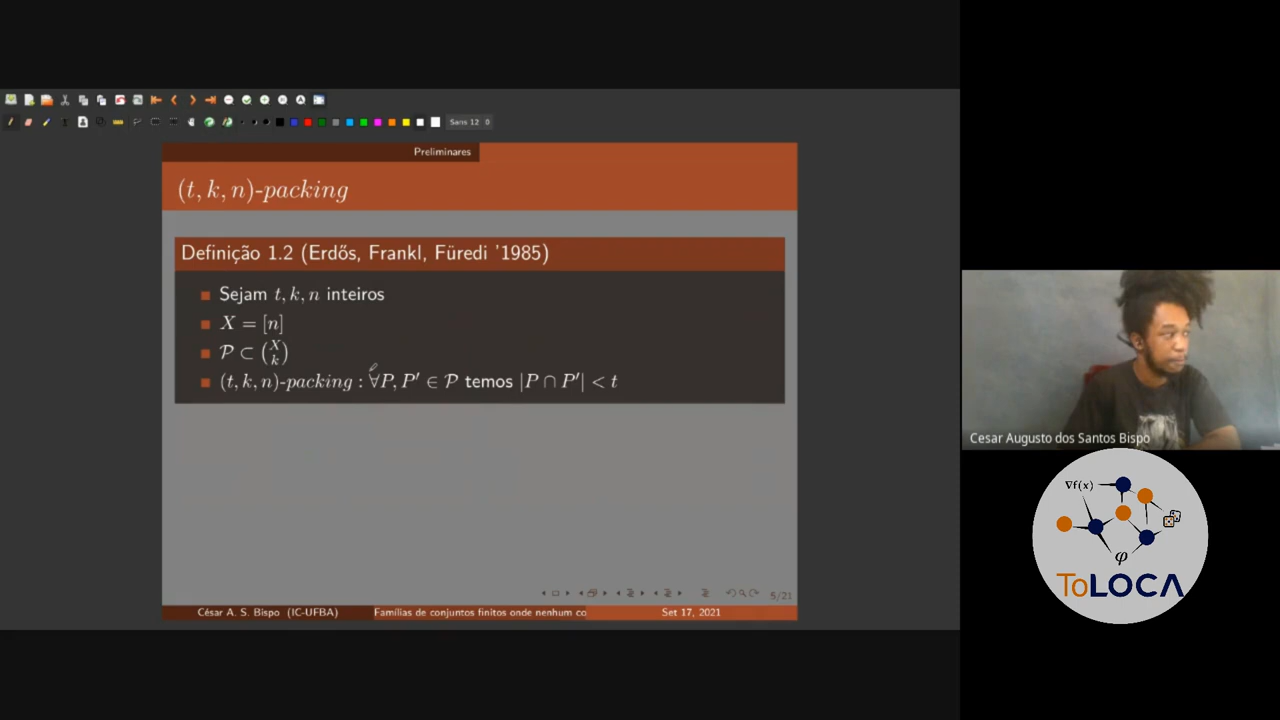 Sans 12
Preliminares
(t, k, n)-packing
Definição 1.2 (Erdős, Frankl, Füredi '1985)
Sejam t, k, n inteiros
X = [n]
𝒫 ⊂ (X k)
(t, k, n)-packing : ∀P, P′ ∈ 𝒫 temos |P ∩ P′| < t
5/21
César A. S. Bispo (IC-UFBA)
Famílias de conjuntos finitos onde nenhum co
Set 17, 2021
Cesar Augusto dos Santos Bispo
∇f(x)
φ
ToLOCA